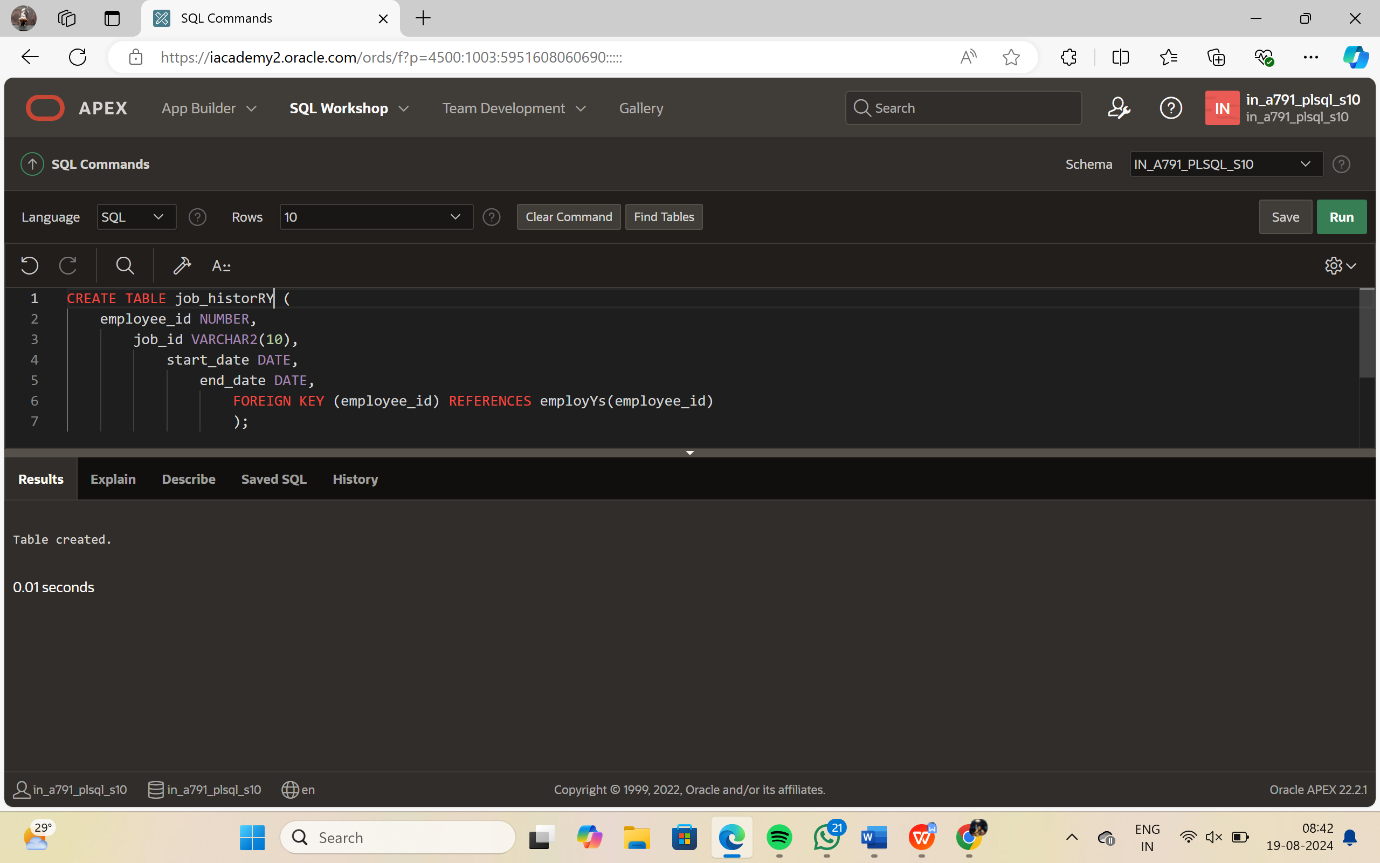 SQL Commands
https://iacademy2.oracle.com/ords/f?p=4500:1003:5951608060690:::::
APEX App Builder SQL Workshop Team Development Gallery Search IN in_a791_plsql_s10
in_a791_plsql_s10
SQL Commands Schema IN_A791_PLSQL_S10
Language SQL Rows 10 Clear Command Find Tables Save Run
1 CREATE TABLE job_historRY (
2 employee_id NUMBER,
3 job_id VARCHAR2(10),
4 start_date DATE,
5 end_date DATE,
6 FOREIGN KEY (employee_id) REFERENCES employYs(employee_id)
7 );
Results Explain Describe Saved SQL History
Table created.
0.01 seconds
in_a791_plsql_s10 in_a791_plsql_s10 en Copyright © 1999, 2022, Oracle and/or its affiliates. Oracle APEX 22.2.1
29° Search 21 ENG 08:42
IN 19-08-2024